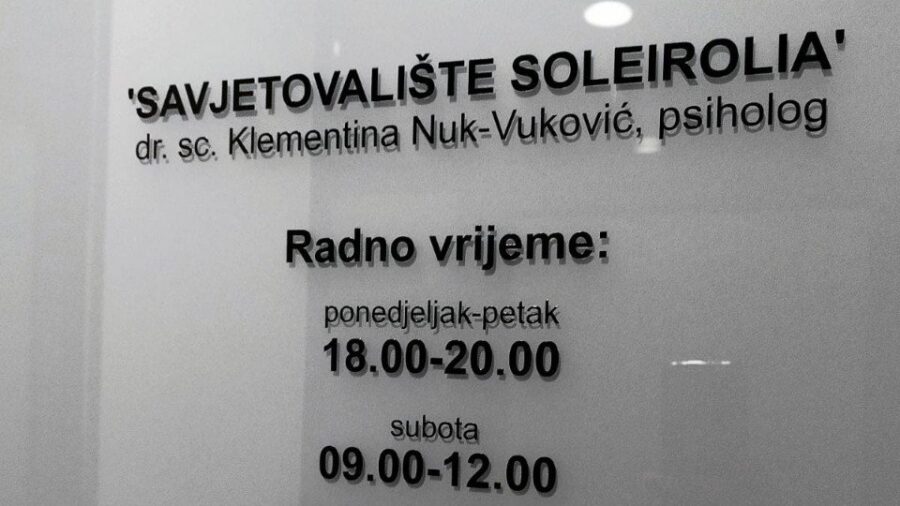 'SAVJETOVALIŠTE SOLEIROLIA'
dr. sc. Klementina Nuk-Vuković, psiholog
Radno vrijeme:
ponedjeljak-petak
18.00-20.00
subota
09.00-12.00